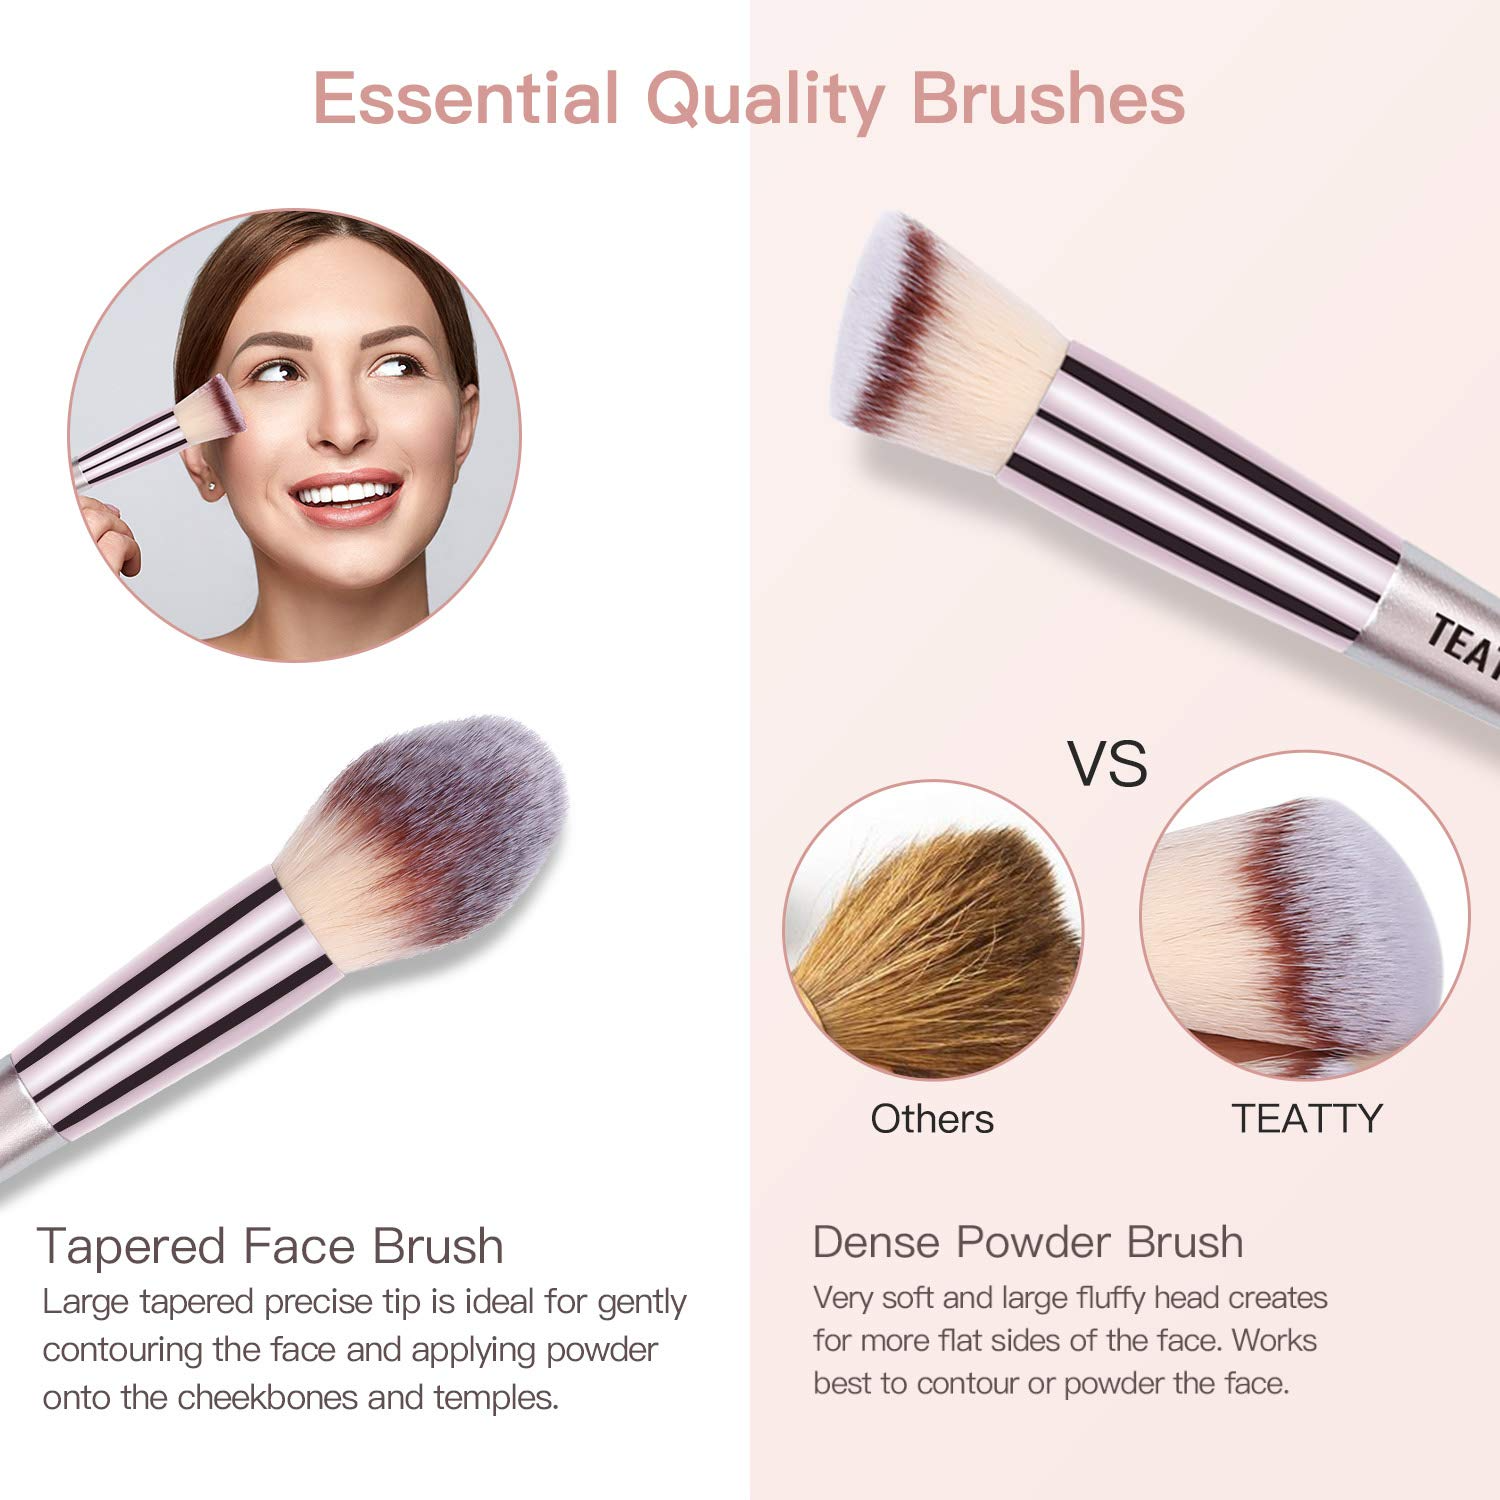 Essential Quality Brushes
TEAT
VS
Others
TEATTY
Tapered Face Brush
Large tapered precise tip is ideal for gently
contouring the face and applying powder
onto the cheekbones and temples.
Dense Powder Brush
Very soft and large fluffy head creates
for more flat sides of the face. Works
best to contour or powder the face.